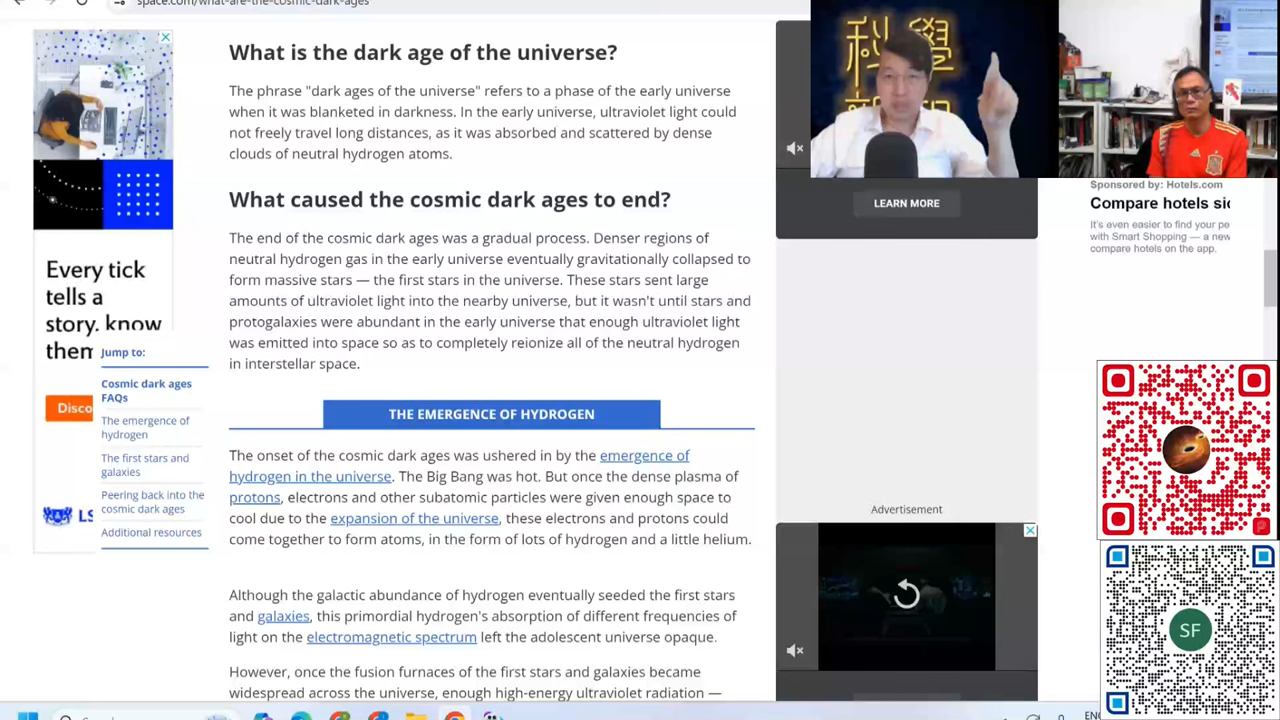 space.com/what-are-the-cosmic-dark-ages
What is the dark age of the universe?
The phrase "dark ages of the universe" refers to a phase of the early universe
when it was blanketed in darkness. In the early universe, ultraviolet light could
not freely travel long distances, as it was absorbed and scattered by dense
clouds of neutral hydrogen atoms.
What caused the cosmic dark ages to end?
The end of the cosmic dark ages was a gradual process. Denser regions of
neutral hydrogen gas in the early universe eventually gravitationally collapsed to
form massive stars — the first stars in the universe. These stars sent large
amounts of ultraviolet light into the nearby universe, but it wasn't until stars and
protogalaxies were abundant in the early universe that enough ultraviolet light
was emitted into space so as to completely reionize all of the neutral hydrogen
in interstellar space.
THE EMERGENCE OF HYDROGEN
The onset of the cosmic dark ages was ushered in by the emergence of
hydrogen in the universe. The Big Bang was hot. But once the dense plasma of
protons, electrons and other subatomic particles were given enough space to
cool due to the expansion of the universe, these electrons and protons could
come together to form atoms, in the form of lots of hydrogen and a little helium.
Although the galactic abundance of hydrogen eventually seeded the first stars
and galaxies, this primordial hydrogen's absorption of different frequencies of
light on the electromagnetic spectrum left the adolescent universe opaque.
However, once the fusion furnaces of the first stars and galaxies became
widespread across the universe, enough high-energy ultraviolet radiation —
Every tick
tells a
story. know
them
Disco
LS
Jump to:
Cosmic dark ages
FAQs
The emergence of
hydrogen
The first stars and
galaxies
Peering back into the
cosmic dark ages
Additional resources
科學
LEARN MORE
Advertisement
Sponsored by: Hotels.com
Compare hotels si
It's even easier to find your pe
with Smart Shopping — a new
compare hotels on the app.
SF
ENG